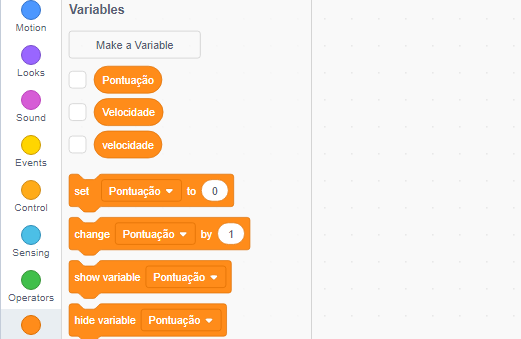 Variables
Motion
Make a Variable
Looks
Pontuação
Sound
Velocidade
velocidade
Events
set Pontuação to 0
Control
change Pontuação by 1
Sensing
show variable Pontuação
Operators
hide variable Pontuação